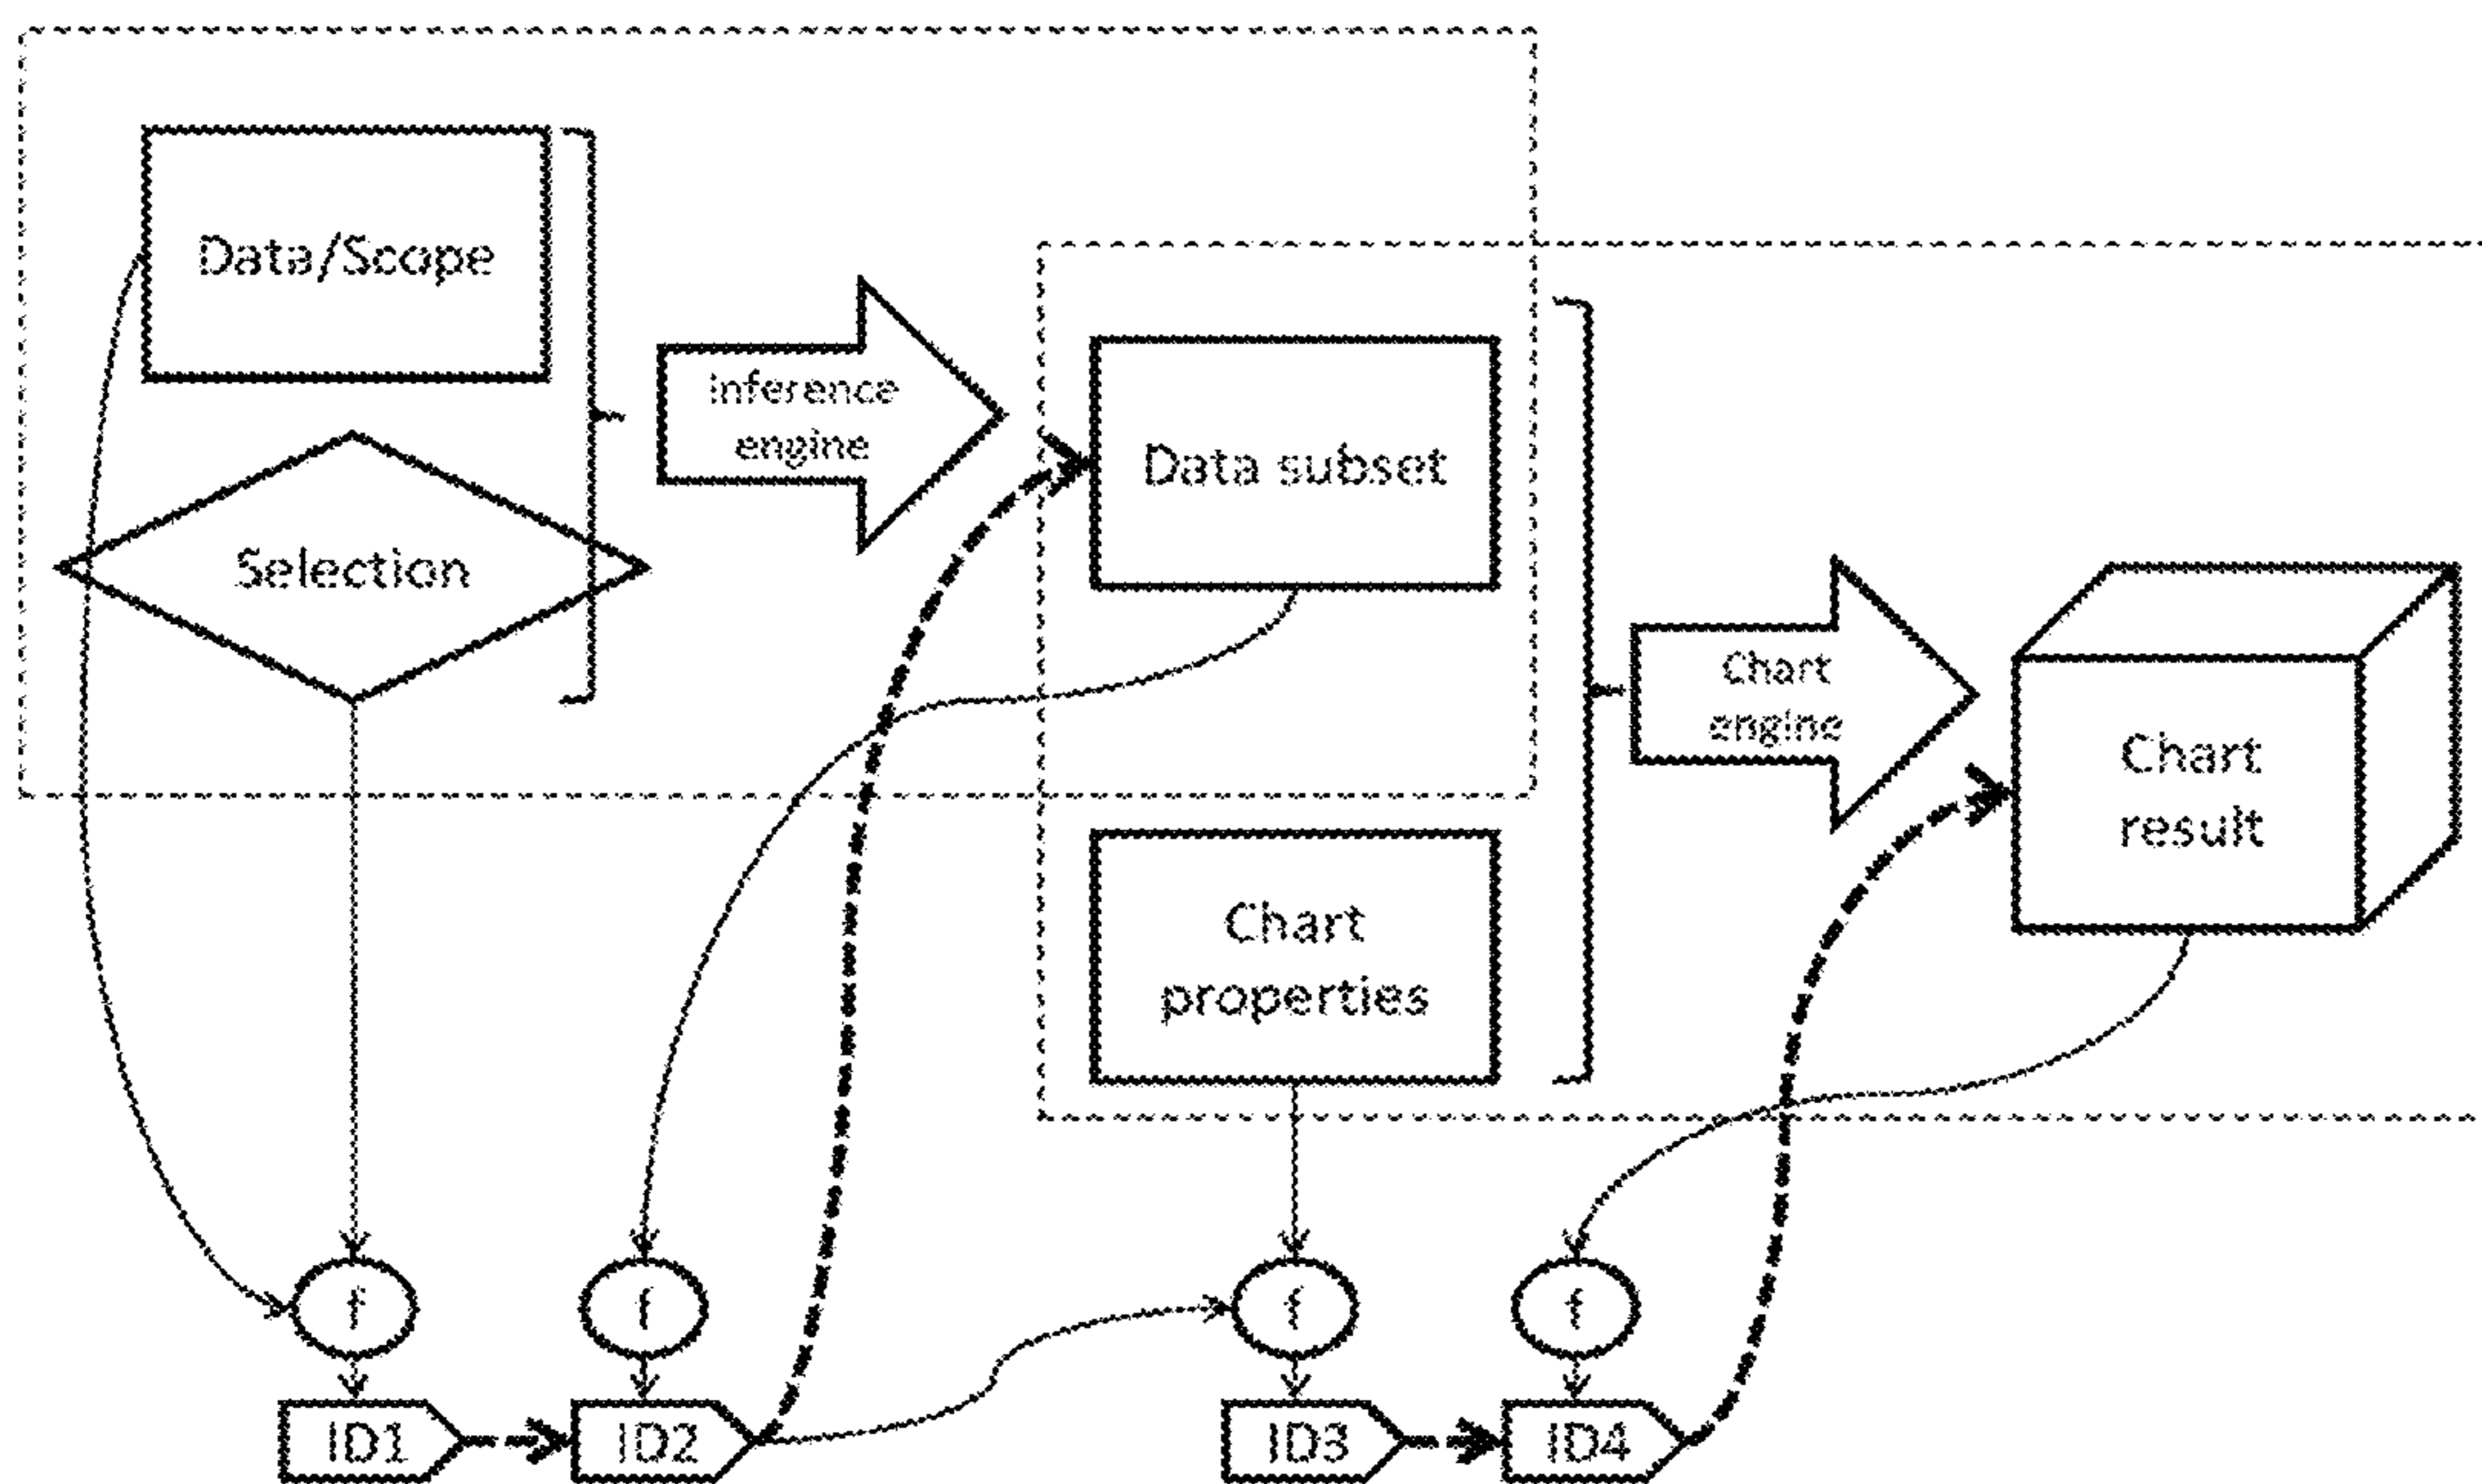 Data/Scope
Inference
engine
Data subset
Selection
Chart
engine
Chart
result
Chart
properties
f
f
f
f
ID1
ID2
ID3
ID4